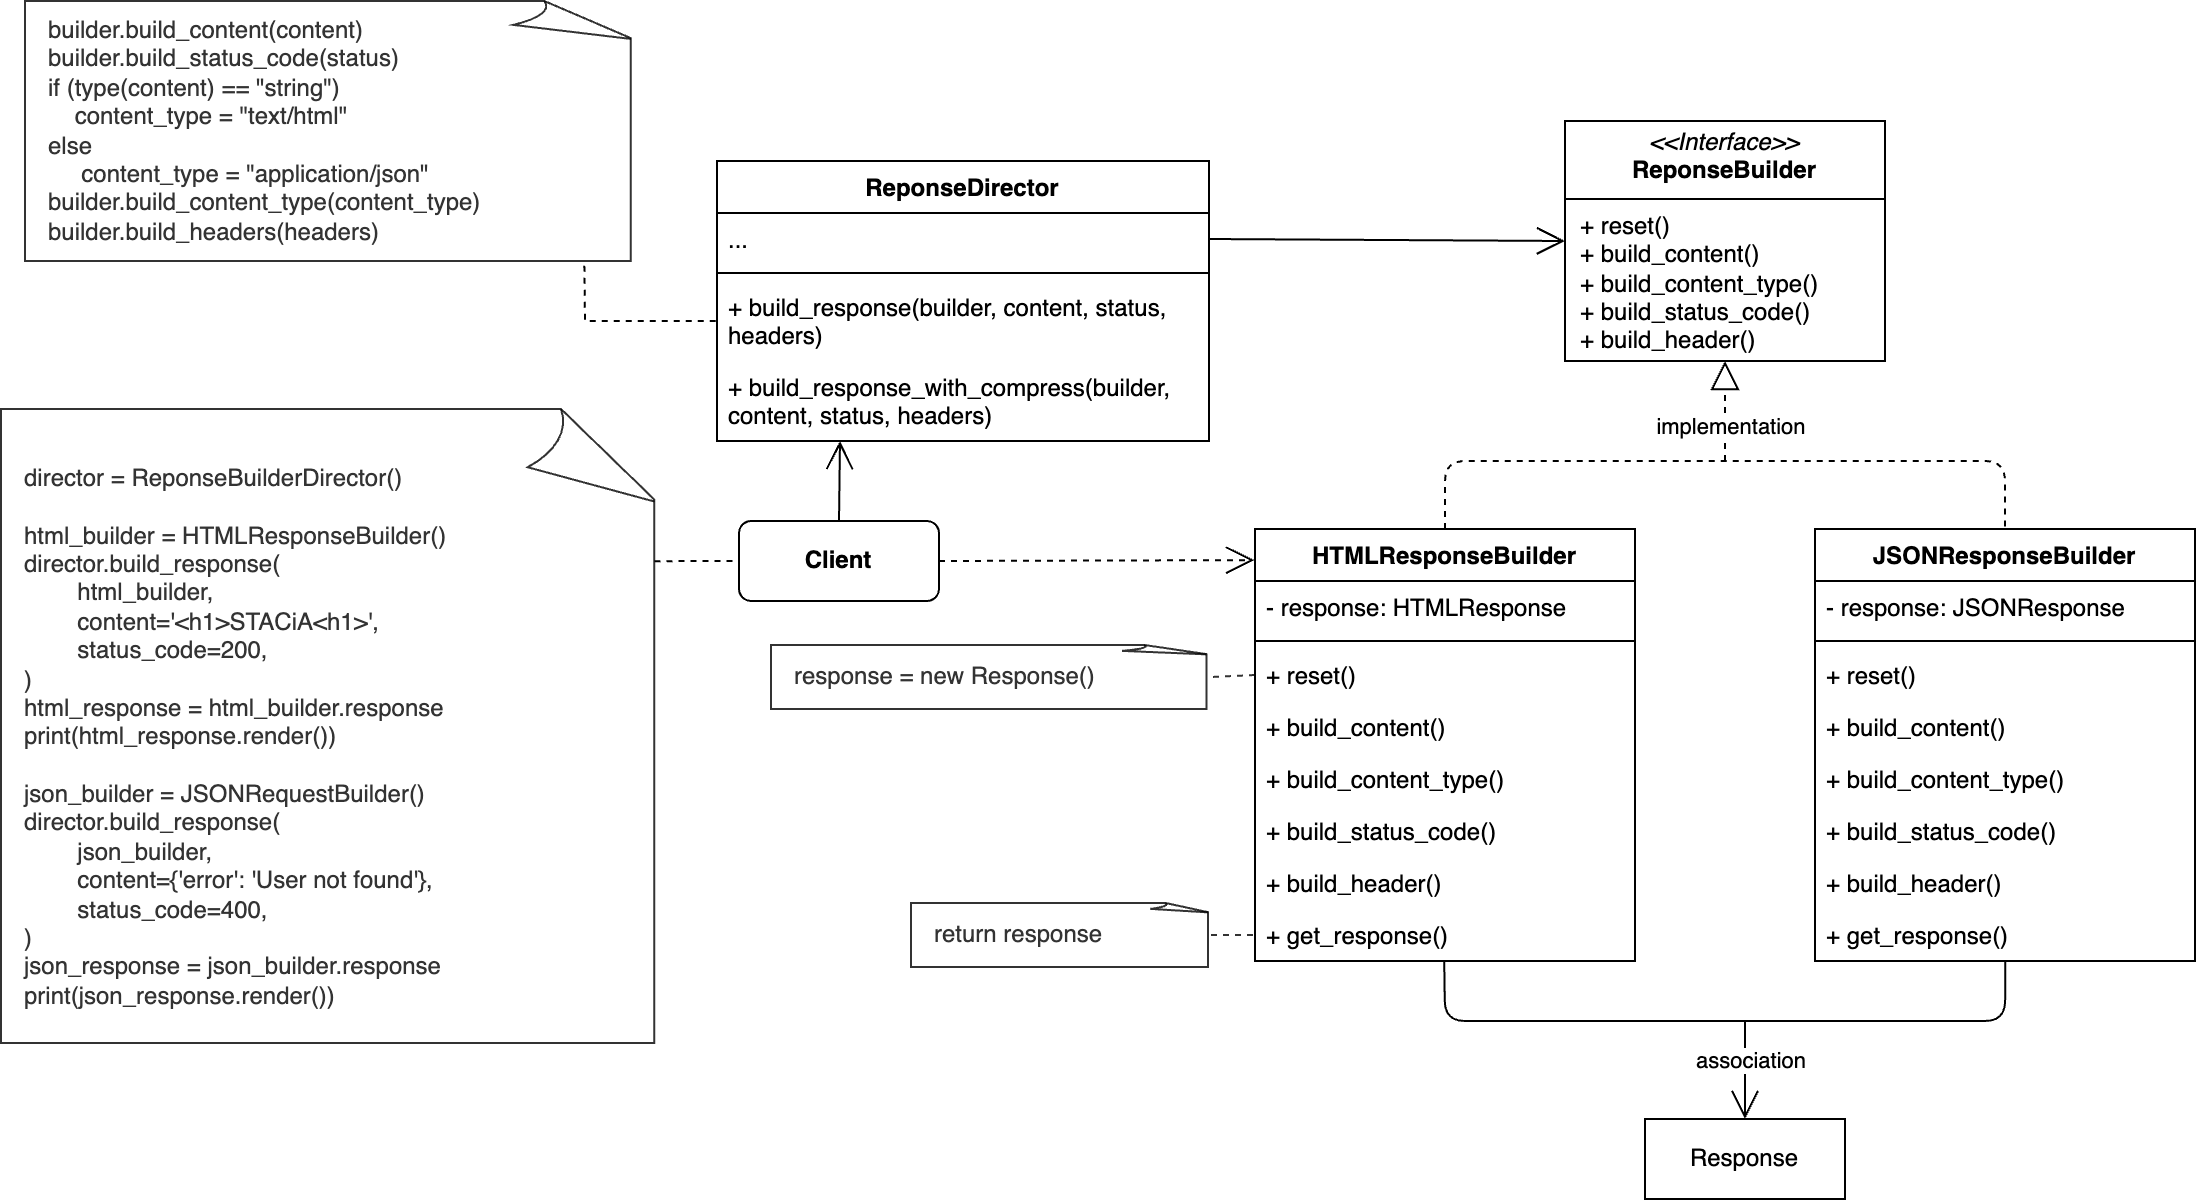 builder.build_content(content)
builder.build_status_code(status)
if (type(content) == "string")
    content_type = "text/html"
else
     content_type = "application/json"
builder.build_content_type(content_type)
builder.build_headers(headers)
ReponseDirector
...
+ build_response(builder, content, status,
headers)
+ build_response_with_compress(builder,
content, status, headers)
<<Interface>>
ReponseBuilder
+ reset()
+ build_content()
+ build_content_type()
+ build_status_code()
+ build_header()
implementation
director = ReponseBuilderDirector()
html_builder = HTMLResponseBuilder()
director.build_response(
        html_builder,
        content='<h1>STACiA<h1>',
        status_code=200,
)
html_response = html_builder.response
print(html_response.render())
json_builder = JSONRequestBuilder()
director.build_response(
        json_builder,
        content={'error': 'User not found'},
        status_code=400,
)
json_response = json_builder.response
print(json_response.render())
Client
response = new Response()
return response
HTMLResponseBuilder
- response: HTMLResponse
+ reset()
+ build_content()
+ build_content_type()
+ build_status_code()
+ build_header()
+ get_response()
JSONResponseBuilder
- response: JSONResponse
+ reset()
+ build_content()
+ build_content_type()
+ build_status_code()
+ build_header()
+ get_response()
association
Response